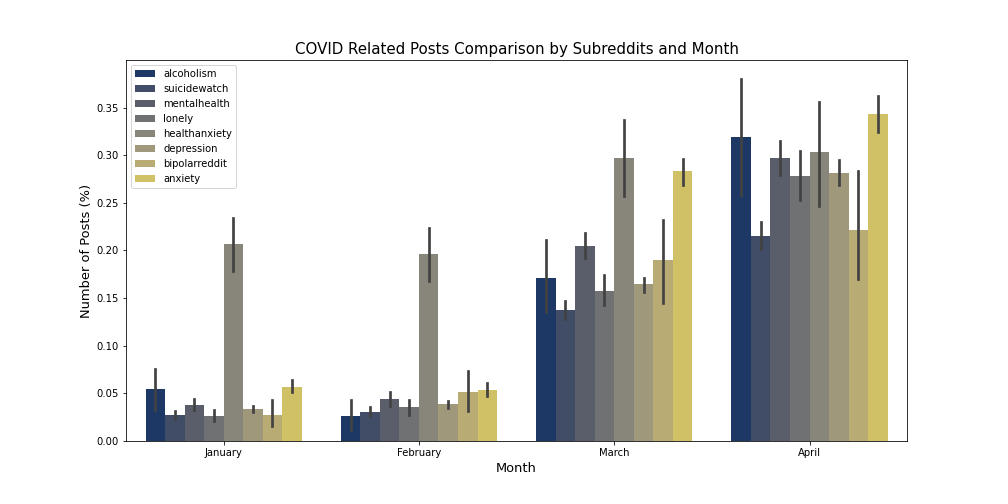 COVID Related Posts Comparison by Subreddits and Month
alcoholism
suicidewatch
mentalhealth
lonely
healthanxiety
depression
bipolarreddit
anxiety
Number of Posts (%)
0.35
0.30
0.25
0.20
0.15
0.10
0.05
0.00
January February March April
Month